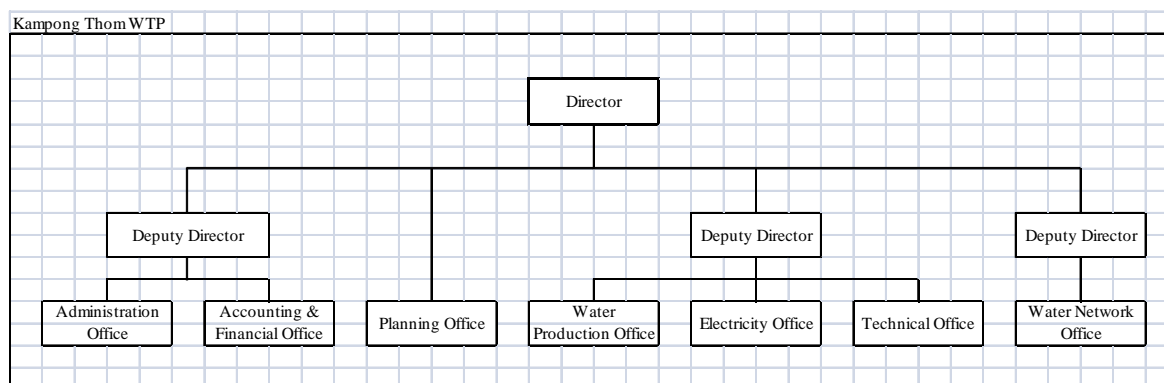 Kampong Thom WTP
Director
Deputy Director
Deputy Director
Deputy Director
Administration
Office
Accounting &
Financial Office
Planning Office
Water
Production Office
Electricity Office
Technical Office
Water Network
Office